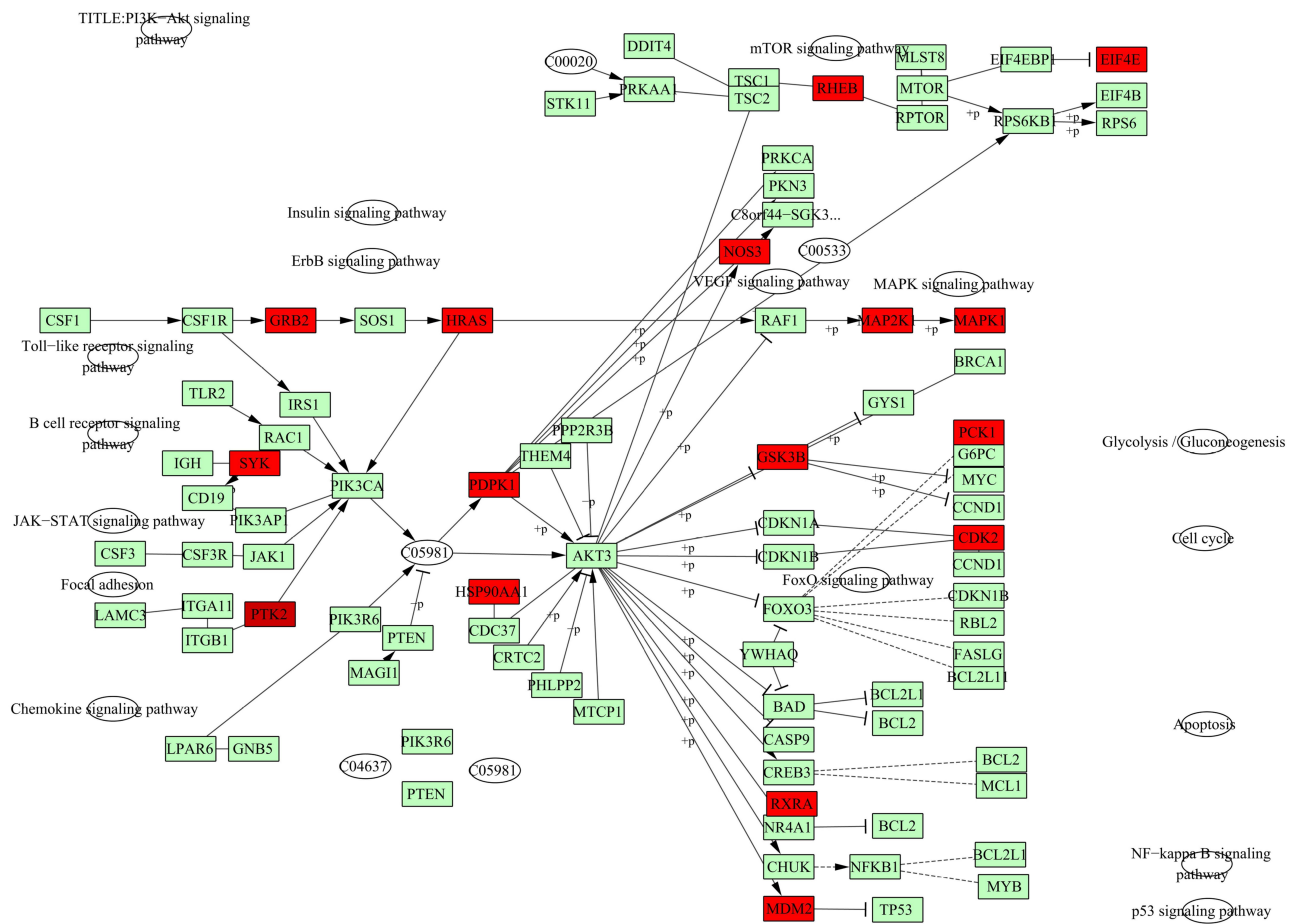 TITLE:PI3K−Akt signaling
pathway
DDIT4
mTOR signaling pathway
C00020
MLST8
EIF4EBP1
EIF4E
TSC1
RHEB
PRKAA1
MTOR
STK11
TSC2
EIF4B
RPTOR
+p
RPS6KB1
+p
+p
RPS6
PRKCA
PKN3
Insulin signaling pathway
C8orf44−SGK3...
NOS3
C00533
ErbB signaling pathway
VEGF signaling pathway
MAPK signaling pathway
CSF1
CSF1R
GRB2
SOS1
HRAS
RAF1
+p
MAP2K1
+p
MAPK1
+p
+p
+p
Toll−like receptor signaling
pathway
BRCA1
TLR2
IRS1
GYS1
+p
+p
PPP2R3B
B cell receptor signaling
pathway
RAC1
+p
+p
PCK1
Glycolysis / Gluconeogenesis
THEM4
GSK3B
G6PC
IGH
SYK
PDPK1
+p
MYC
CD19
PIK3CA
+p
PIK3AP1
−p
CCND1
JAK−STAT signaling pathway
+p
+p
CDKN1A
CDK2
Cell cycle
CSF3
CSF3R
JAK1
C05981
AKT3
+p
CDKN1B
+p
CCND1
Focal adhesion
HSP90AA1
FoxO signaling pathway
+p
CDKN1B
LAMC3
ITGA11
PTK2
−p
FOXO3
PIK3R6
+p
RBL2
ITGB1
PTEN
CDC37
−p
+p
YWHAQ
FASLG
CRTC2
+p
MAGI1
+p
BCL2L11
PHLPP2
BCL2L1
Chemokine signaling pathway
MTCP1
+p
BAD
BCL2
Apoptosis
+p
LPAR6
GNB5
PIK3R6
+p
CASP9
C04637
C05981
CREB3
BCL2
MCL1
PTEN
RXRA
NR4A1
BCL2
CHUK
NFKB1
BCL2L1
NF−kappa B signaling
pathway
MYB
MDM2
TP53
p53 signaling pathway